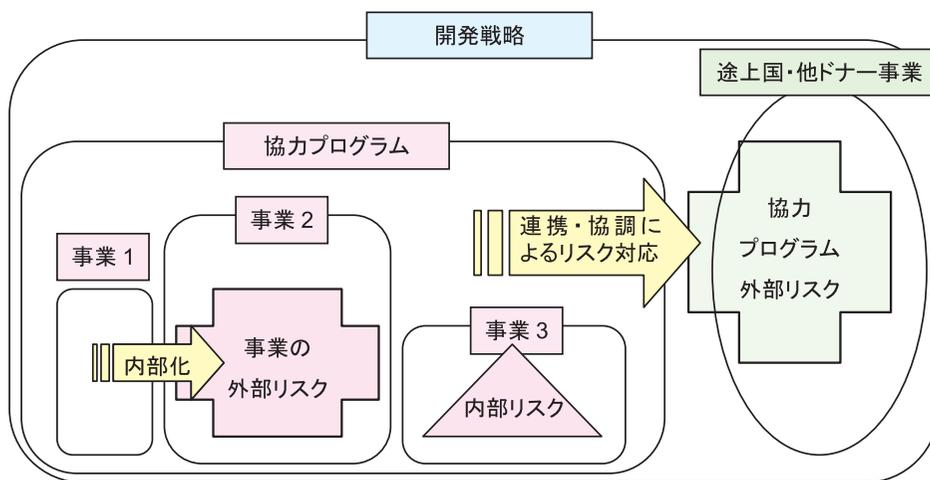 開発戦略
途上国・他ドナー事業
協力プログラム
事業 2
事業 1
連携・協調に
よるリスク対応
協力
プログラム
外部リスク
事業 3
内部化
事業の
外部リスク
内部リスク